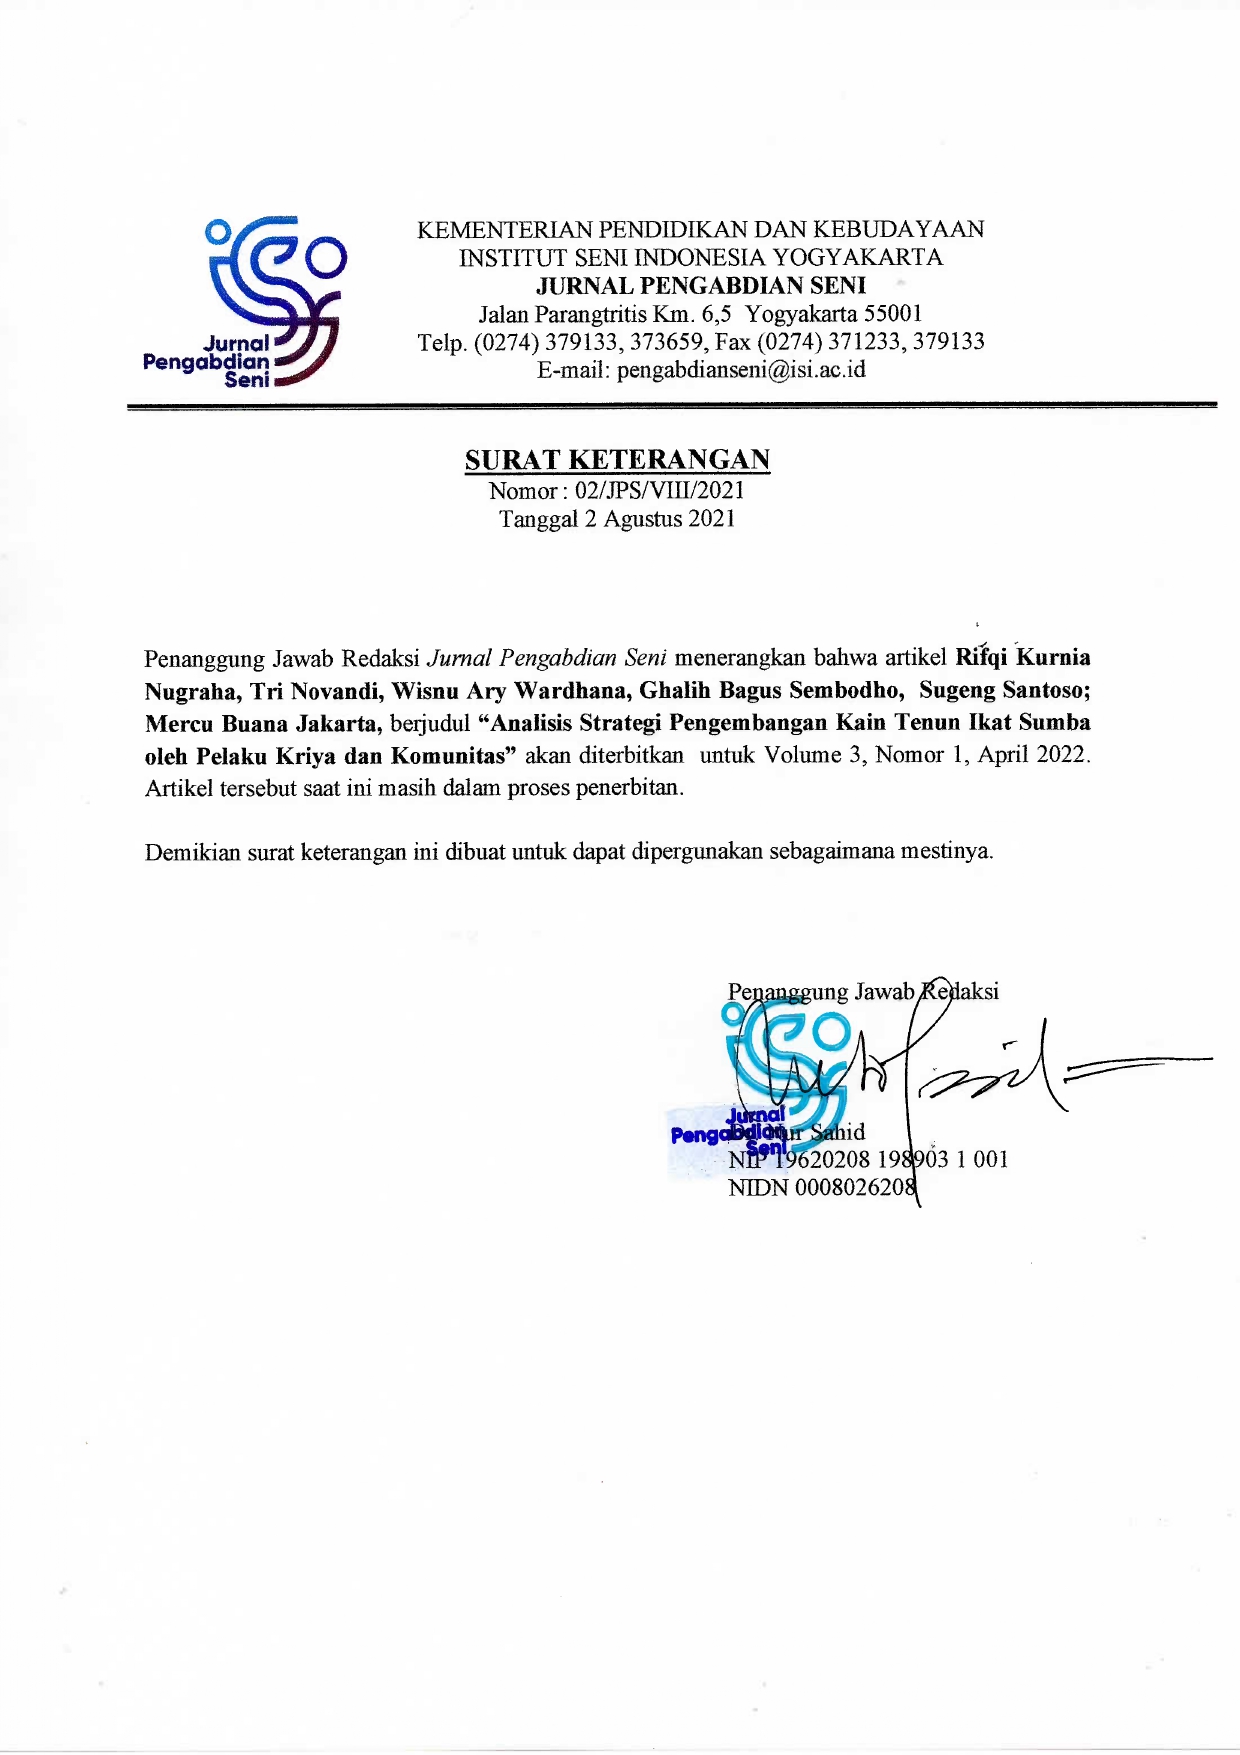 KEMENTERIAN PENDIDIKAN DAN KEBUDAYAAN
INSTITUT SENI INDONESIA YOGYAKARTA
JURNAL PENGABDIAN SENI
Jalan Parangtritis Km. 6,5 Yogyakarta 55001
Telp. (0274) 379133, 373659, Fax (0274) 371233, 379133
E-mail: pengabdianseni@isi.ac.id
Jurnal
Pengabdian
Seni
SURAT KETERANGAN
Nomor : 02/JPS/VIII/2021
Tanggal 2 Agustus 2021
Penanggung Jawab Redaksi Jurnal Pengabdian Seni menerangkan bahwa artikel Rifqi Kurnia
Nugraha, Tri Novandi, Wisnu Ary Wardhana, Ghalih Bagus Sembodho, Sugeng Santoso;
Mercu Buana Jakarta, berjudul “Analisis Strategi Pengembangan Kain Tenun Ikat Sumba
oleh Pelaku Kriya dan Komunitas” akan diterbitkan untuk Volume 3, Nomor 1, April 2022.
Artikel tersebut saat ini masih dalam proses penerbitan.
Demikian surat keterangan ini dibuat untuk dapat dipergunakan sebagaimana mestinya.
Penanggung Jawab Redaksi
Jurnal
Pengabdian
Seni
Nur Sahid
NIP 19620208 198903 1 001
NIDN 0008026208